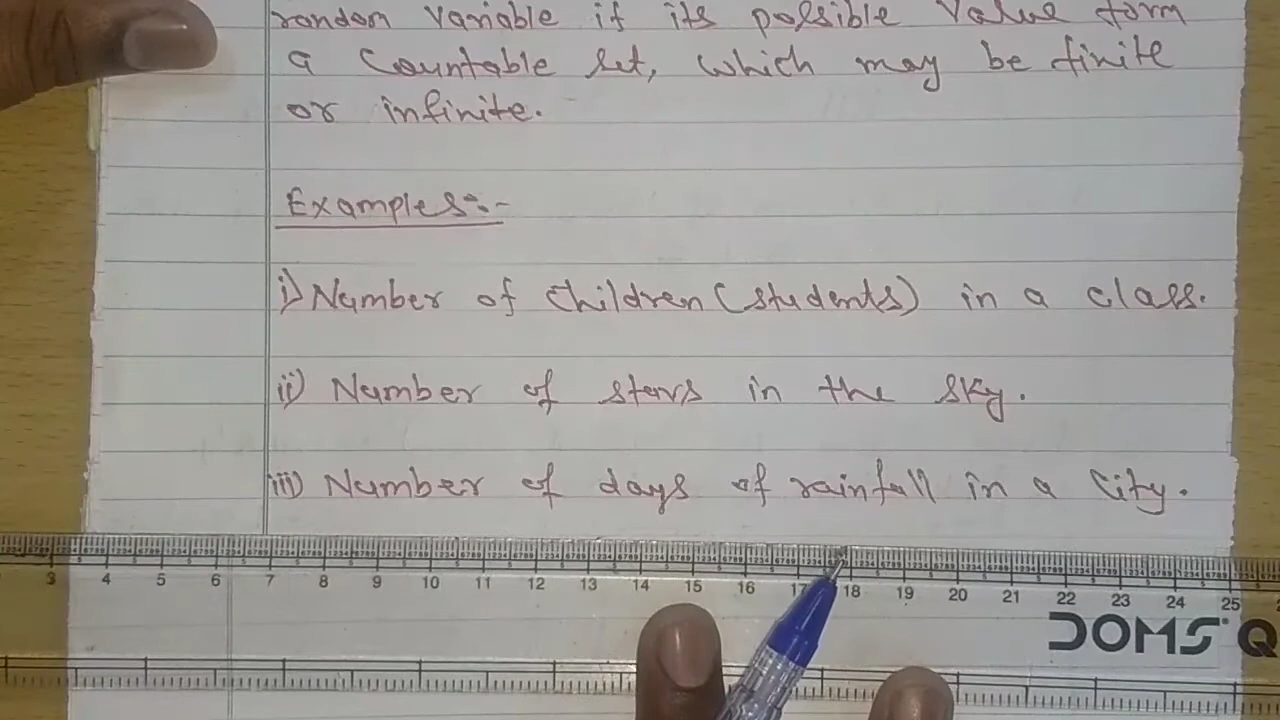 random variable if its possible value form
a countable set, which may be finite
or infinite.
Examples:-
i) Number of children (students) in a class.
ii) Number of stars in the sky.
iii) Number of days of rainfall in a city.
3 4 5 6 7 8 9 10 11 12 13 14 15 16 17 18 19 20 21 22 23 24 25
DOMS Q